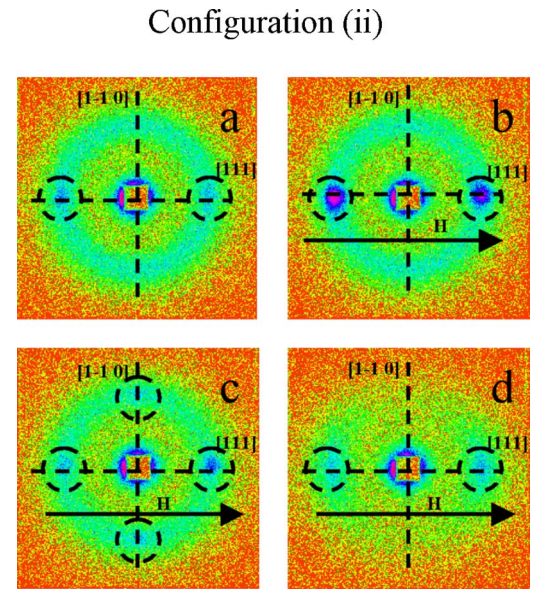 Configuration (ii)
[1-1 0] a [111]
[1-1 0] b [111]
H
[1-1 0] c [111]
H
[1-1 0] d [111]
H